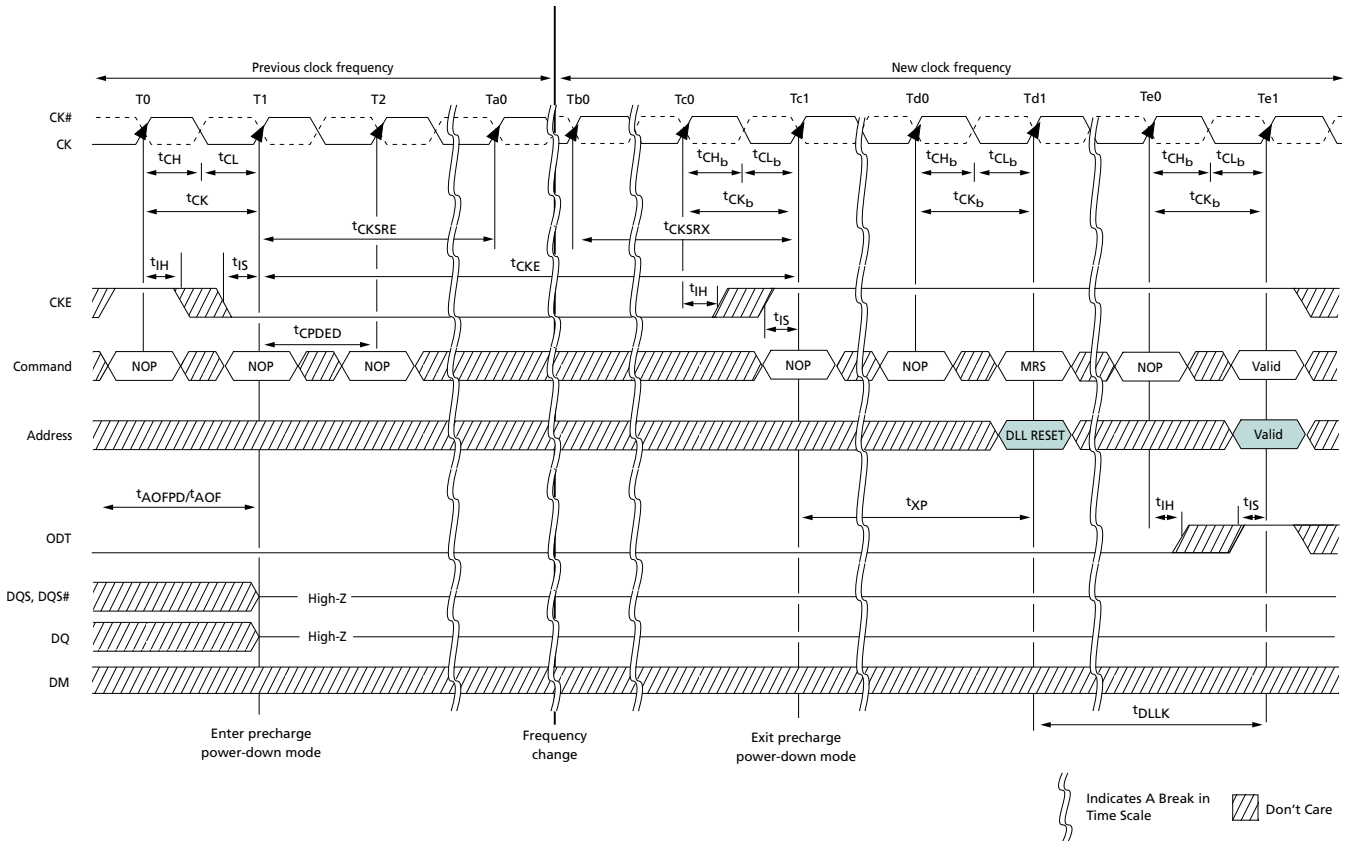 Previous clock frequency
New clock frequency
T0
T1
T2
Ta0
Tb0
Tc0
Tc1
Td0
Td1
Te0
Te1
CK#
CK
tCH
tCL
tCHb
tCLb
tCHb
tCLb
tCHb
tCLb
tCK
tCKb
tCKb
tCKb
tCKSRE
tCKSRX
tIH
tIS
tCKE
tIH
CKE
tIS
tCPDED
Command
NOP
NOP
NOP
NOP
NOP
MRS
NOP
Valid
Address
DLL RESET
Valid
tAOFPD/tAOF
tXP
tIH
tIS
ODT
DQS, DQS#
High-Z
DQ
High-Z
DM
tDLLK
Enter precharge
power-down mode
Frequency
change
Exit precharge
power-down mode
Indicates A Break in
Time Scale
Don't Care